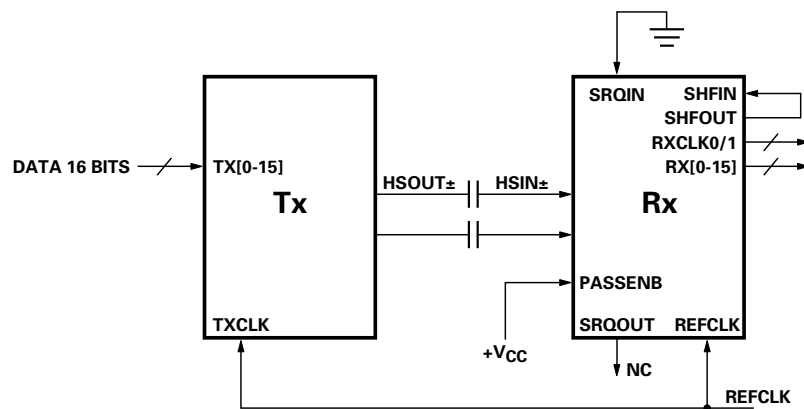 SRQIN
SHFIN
SHFOUT
RXCLK0/1
DATA 16 BITS
TX[0-15]
RX[0-15]
HSOUT±
HSIN±
Tx
Rx
PASSENB
TXCLK
SRQOUT
REFCLK
+VCC
NC
REFCLK